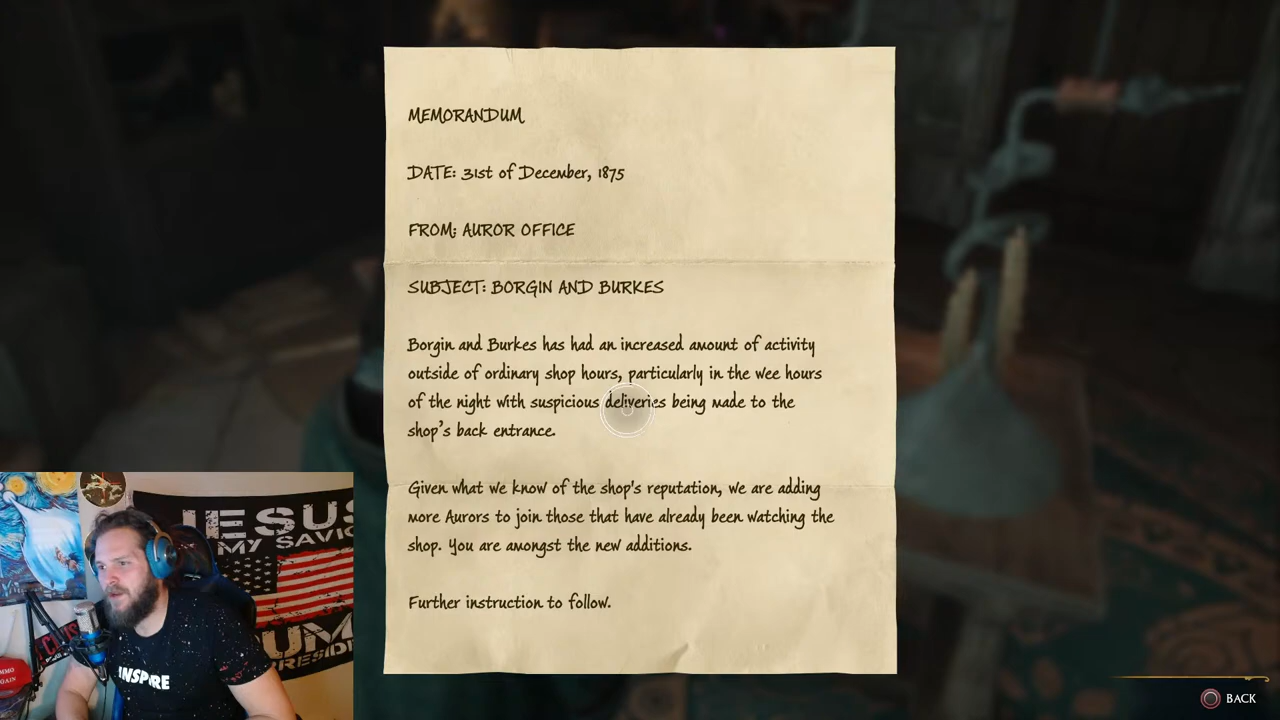 MEMORANDUM
DATE: 31st of December, 1875
FROM: AUROR OFFICE
SUBJECT: BORGIN AND BURKES
Borgin and Burkes has had an increased amount of activity
outside of ordinary shop hours, particularly in the wee hours
of the night with suspicious deliveries being made to the
shop's back entrance.
Given what we know of the shop's reputation, we are adding
more Aurors to join those that have already been watching the
shop. You are amongst the new additions.
Further instruction to follow.
JESUS
MY SAVIO
UM
RESID
INSPIRE
AGAIN
BACK